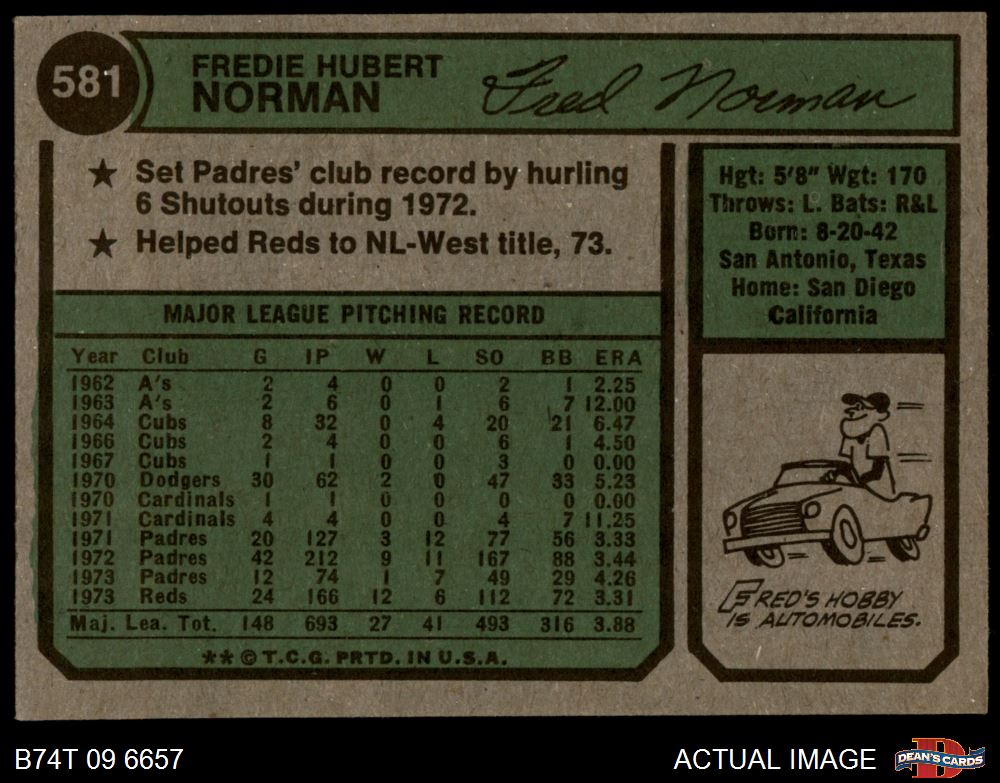 581
FREDIE HUBERT
NORMAN
Fred Norman
★ Set Padres' club record by hurling
6 Shutouts during 1972.
★ Helped Reds to NL-West title, 73.
Hgt: 5'8" Wgt: 170
Throws: L. Bats: R&L
Born: 8-20-42
San Antonio, Texas
Home: San Diego
California
MAJOR LEAGUE PITCHING RECORD
Year Club G IP W L SO BB ERA
1962 A's 2 4 0 0 2 1 2.25
1963 A's 2 6 0 1 6 7 12.00
1964 Cubs 8 32 0 4 20 21 6.47
1966 Cubs 2 4 0 0 6 1 4.50
1967 Cubs 1 1 0 0 3 0 0.00
1970 Dodgers 30 62 2 0 47 33 5.23
1970 Cardinals 1 1 0 0 0 0 0.00
1971 Cardinals 4 4 0 0 4 7 11.25
1971 Padres 20 127 3 12 77 56 3.33
1972 Padres 42 212 9 11 167 88 3.44
1973 Padres 12 74 1 7 49 29 4.26
1973 Reds 24 166 12 6 112 72 3.31
Maj. Lea. Tot. 148 693 27 41 493 316 3.88
** © T.C.G. PRTD. IN U.S.A.
FRED'S HOBBY
IS AUTOMOBILES.
B74T 09 6657
ACTUAL IMAGE
D
DEAN'S CARDS